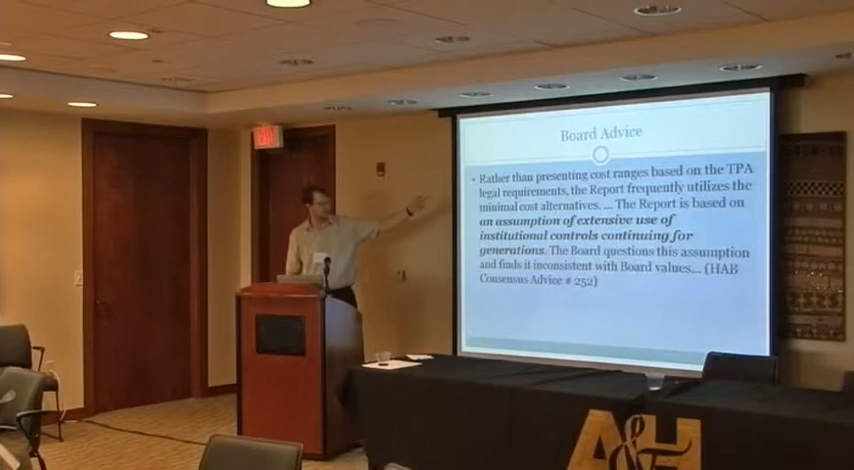 EXIT
Board Advice
Rather than presenting cost ranges based on the TPA
legal requirements, the Report frequently utilizes the
minimal cost alternatives. ... The Report is based on
an assumption of extensive use of
institutional controls continuing for
generations. The Board questions this assumption
and finds it inconsistent with Board values... (HAB
Consensus Advice # 252)
A&H